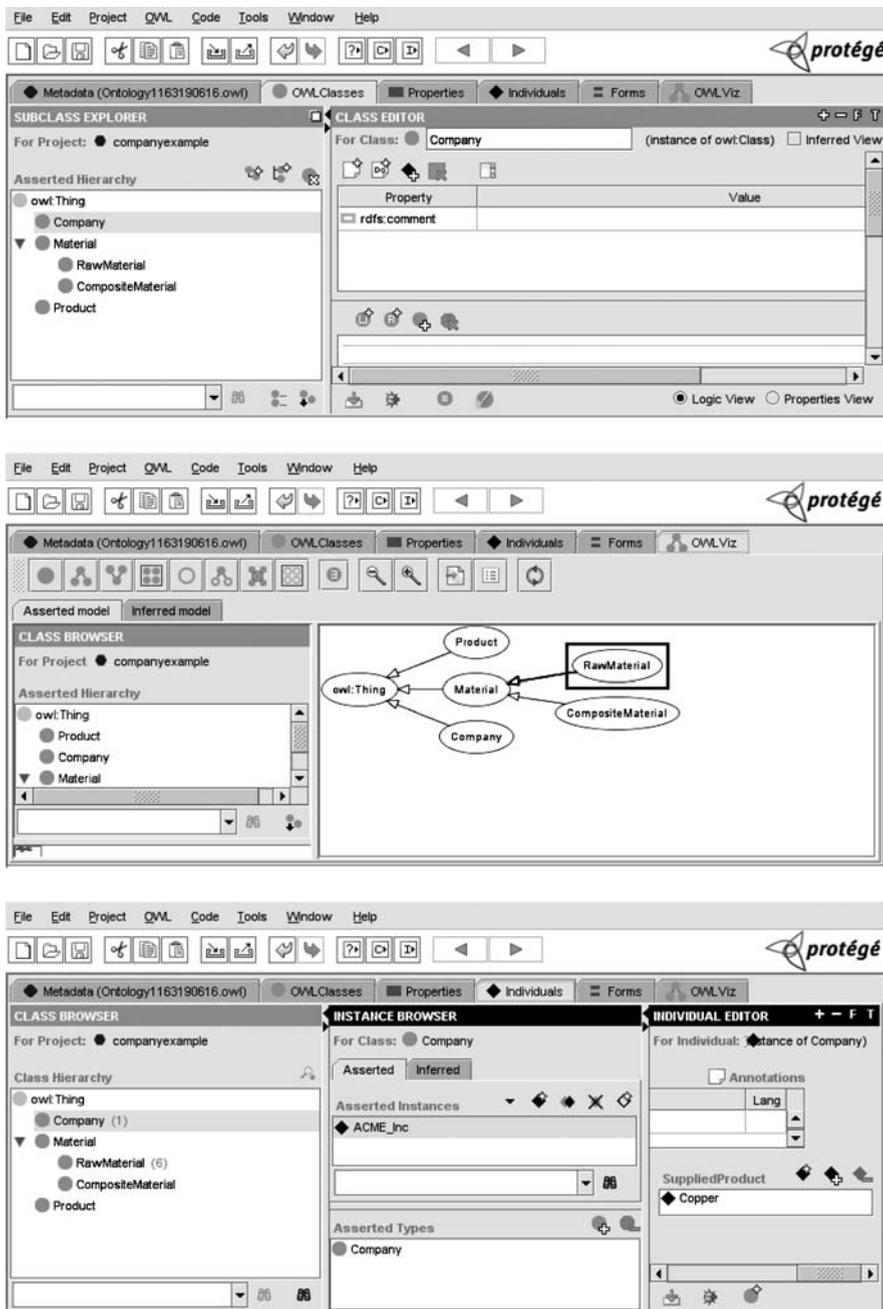 File Edit Project OWL Code Tools Window Help
protégé
Metadata (Ontology1163190616.owl) OWLClasses Properties Individuals Forms OWLViz
SUBCLASS EXPLORER
For Project: companyexample
Asserted Hierarchy
owl:Thing
Company
Material
RawMaterial
CompositeMaterial
Product
CLASS EDITOR + − F T
For Class: Company (instance of owl:Class) Inferred View
Property Value
rdfs:comment
Logic View Properties View
File Edit Project OWL Code Tools Window Help
protégé
Metadata (Ontology1163190616.owl) OWLClasses Properties Individuals Forms OWLViz
Asserted model Inferred model
CLASS BROWSER
For Project companyexample
Asserted Hierarchy
owl:Thing
Product
Company
Material
Product
RawMaterial
owl:Thing Material
CompositeMaterial
Company
File Edit Project OWL Code Tools Window Help
protégé
Metadata (Ontology1163190616.owl) OWLClasses Properties Individuals Forms OWLViz
CLASS BROWSER
For Project: companyexample
Class Hierarchy
owl:Thing
Company (1)
Material
RawMaterial (6)
CompositeMaterial
Product
INSTANCE BROWSER
For Class: Company
Asserted Inferred
Asserted Instances
ACME_Inc
Asserted Types
Company
INDIVIDUAL EDITOR + − F T
For Individual: stance of Company)
Annotations
Lang
SuppliedProduct
Copper